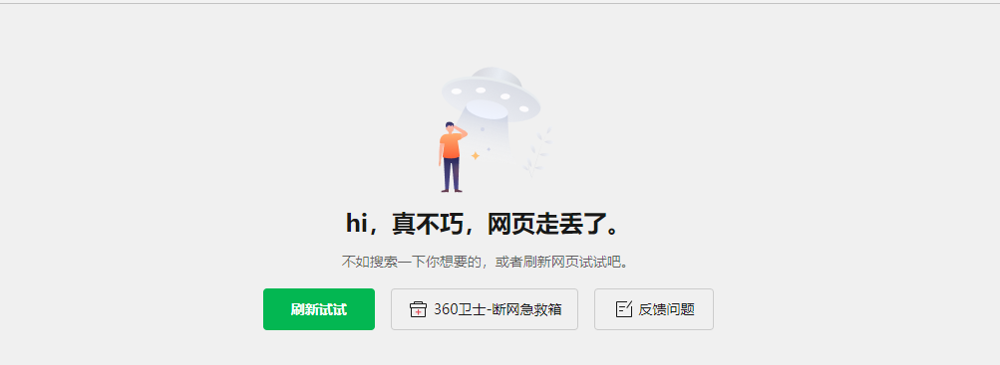 hi，真不巧，网页走丢了。
不如搜索一下你想要的，或者刷新网页试试吧。
刷新试试 360卫士-断网急救箱 反馈问题